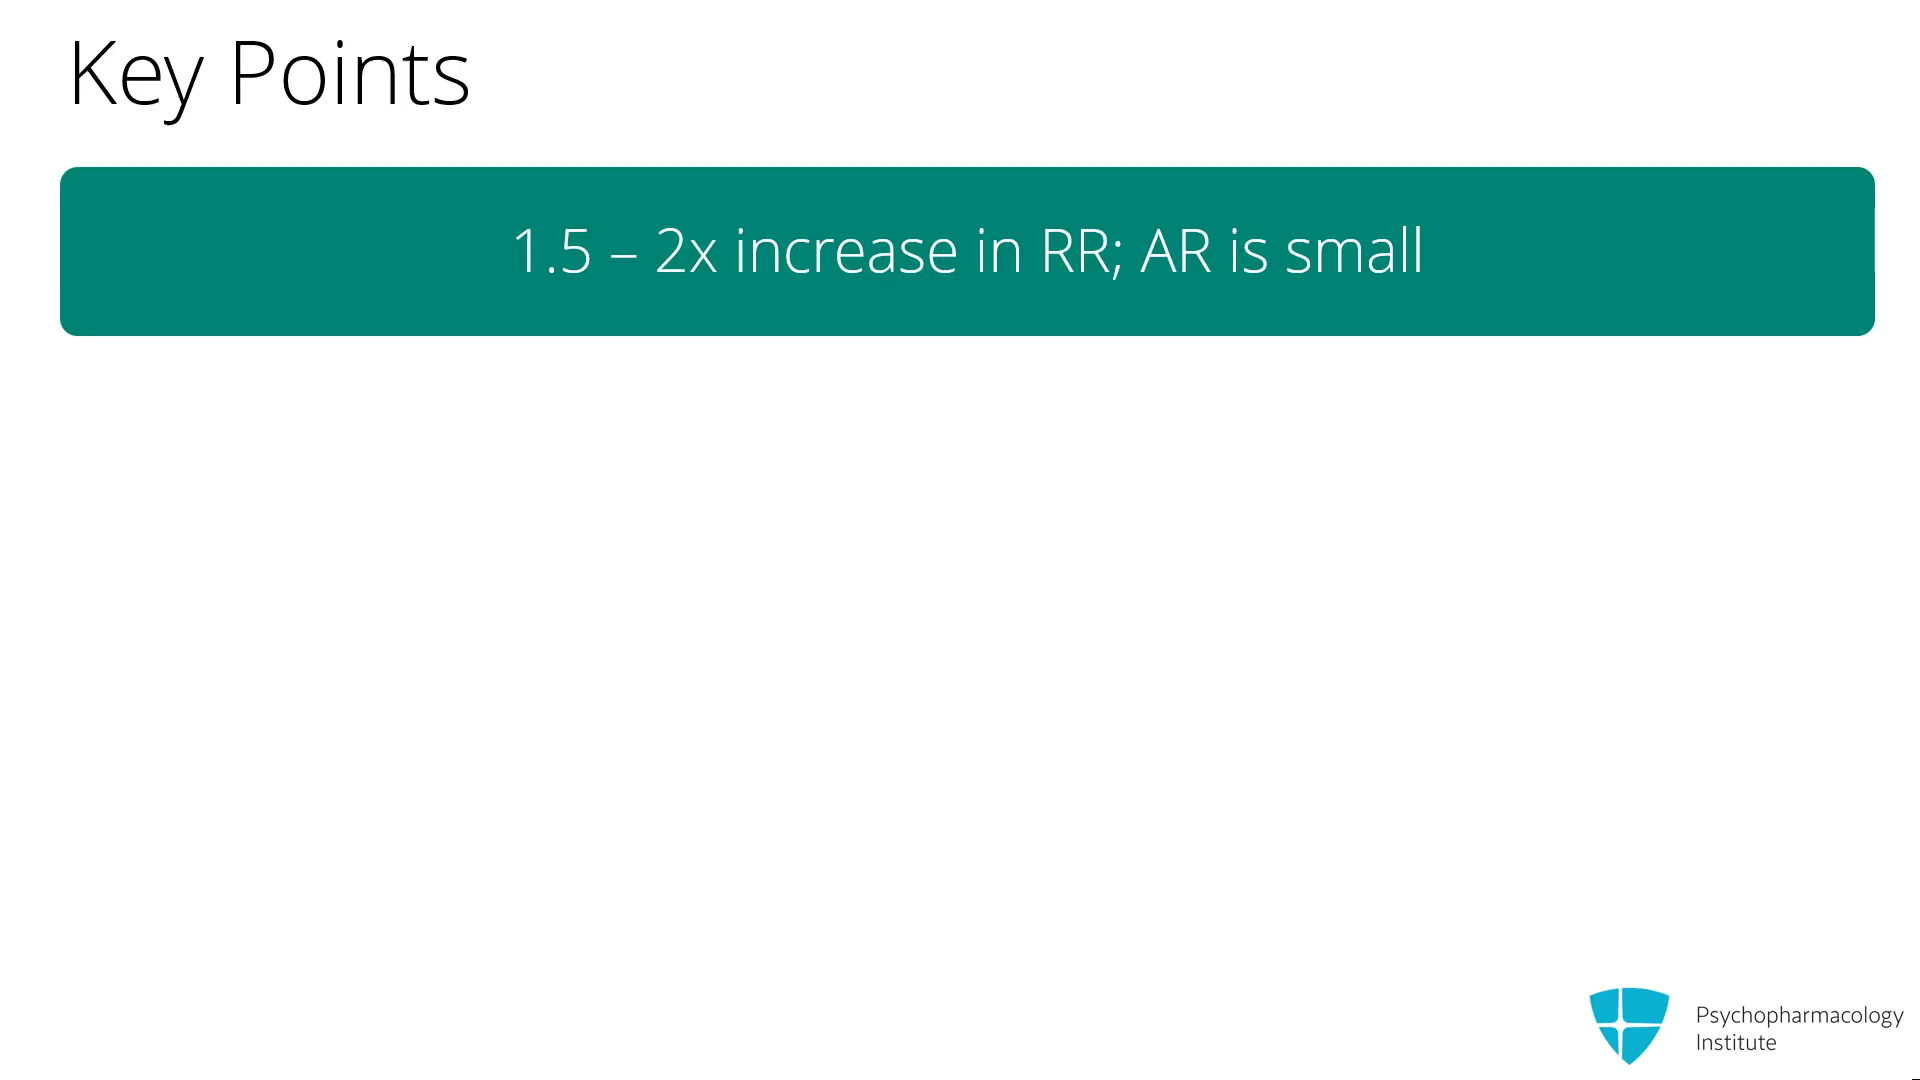 Key Points
1.5 – 2x increase in RR; AR is small
Psychopharmacology
Institute